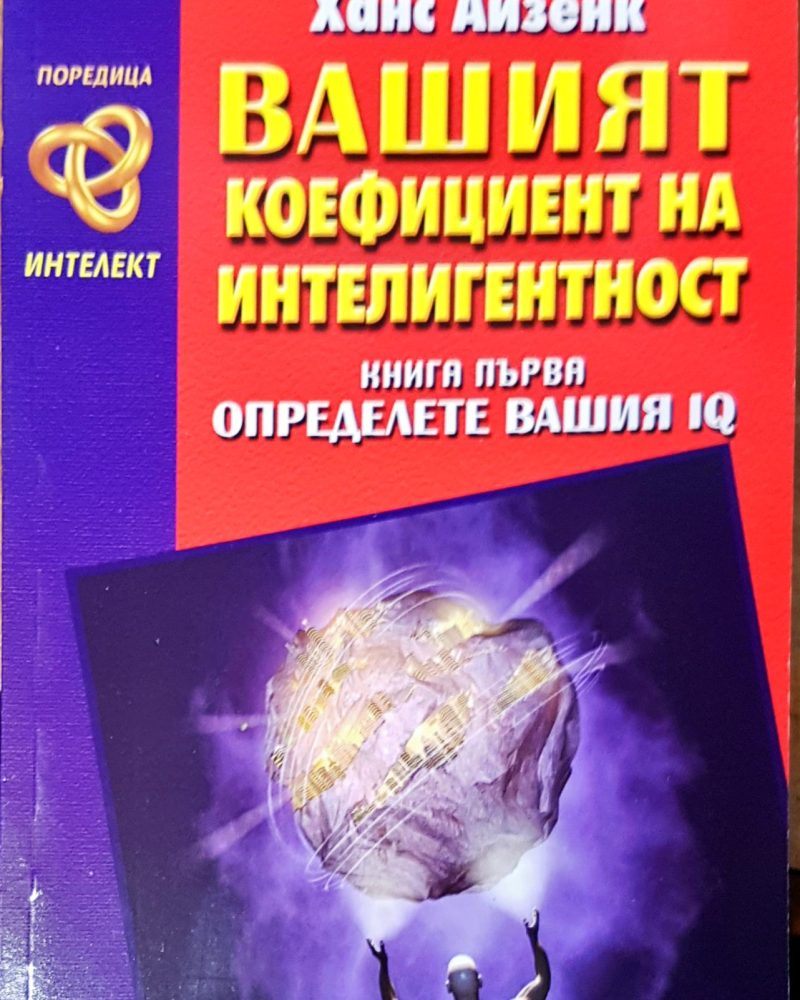 Ханс Айзенк
ПОРЕДИЦА
ИНТЕЛЕКТ
ВАШИЯТ
КОЕФИЦИЕНТ НА
ИНТЕЛИГЕНТНОСТ
КНИГА ПЪРВА
ОПРЕДЕЛЕТЕ ВАШИЯ IQ